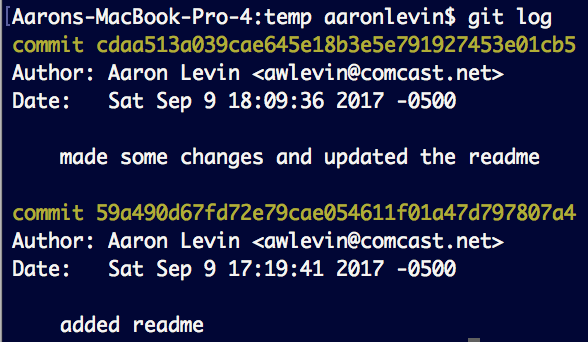 [Aarons-MacBook-Pro-4:temp aaronlevin$ git log
commit cdaa513a039cae645e18b3e5e791927453e01cb5
Author: Aaron Levin <awlevin@comcast.net>
Date:   Sat Sep 9 18:09:36 2017 -0500
    made some changes and updated the readme
commit 59a490d67fd72e79cae054611f01a47d797807a4
Author: Aaron Levin <awlevin@comcast.net>
Date:   Sat Sep 9 17:19:41 2017 -0500
    added readme